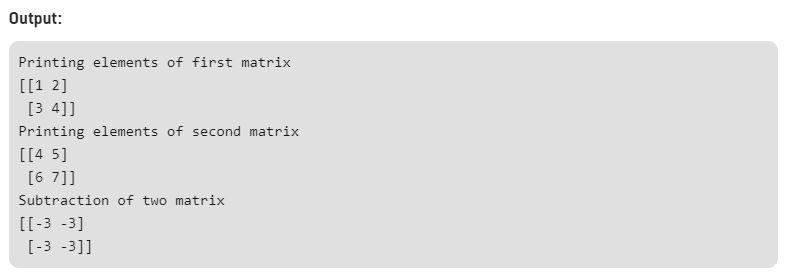 Output:
Printing elements of first matrix
[[1 2]
 [3 4]]
Printing elements of second matrix
[[4 5]
 [6 7]]
Subtraction of two matrix
[[-3 -3]
 [-3 -3]]